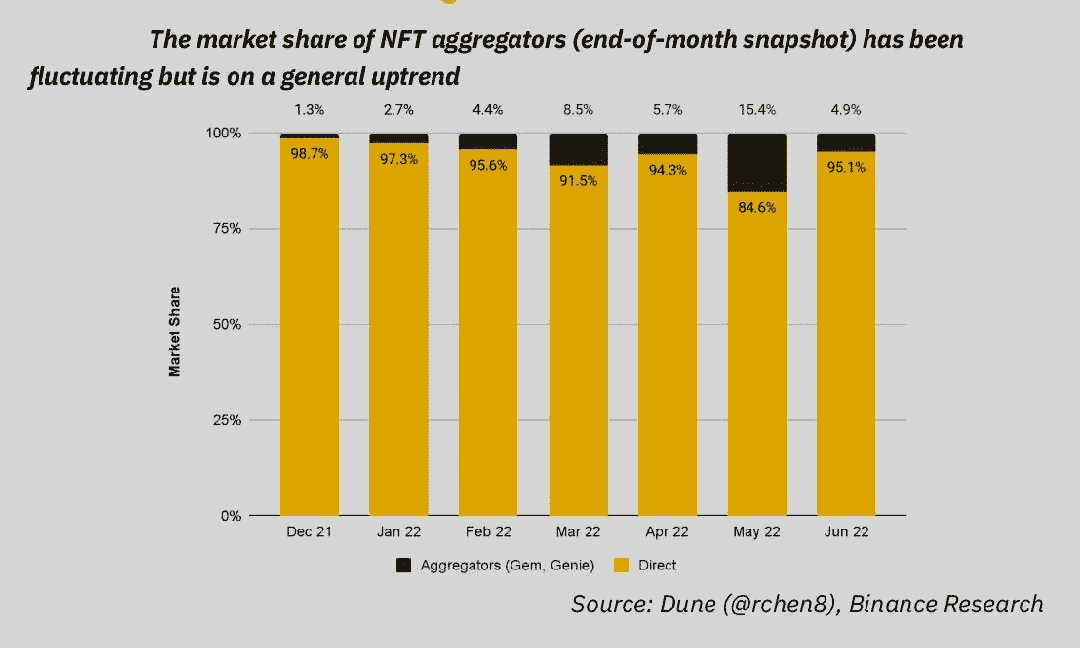 The market share of NFT aggregators (end-of-month snapshot) has been
fluctuating but is on a general uptrend
1.3% 2.7% 4.4% 8.5% 5.7% 15.4% 4.9%
100%
98.7% 97.3% 95.6% 91.5% 94.3% 84.6% 95.1%
75%
50%
Market Share
25%
0%
Dec 21 Jan 22 Feb 22 Mar 22 Apr 22 May 22 Jun 22
Aggregators (Gem, Genie) Direct
Source: Dune (@rchen8), Binance Research